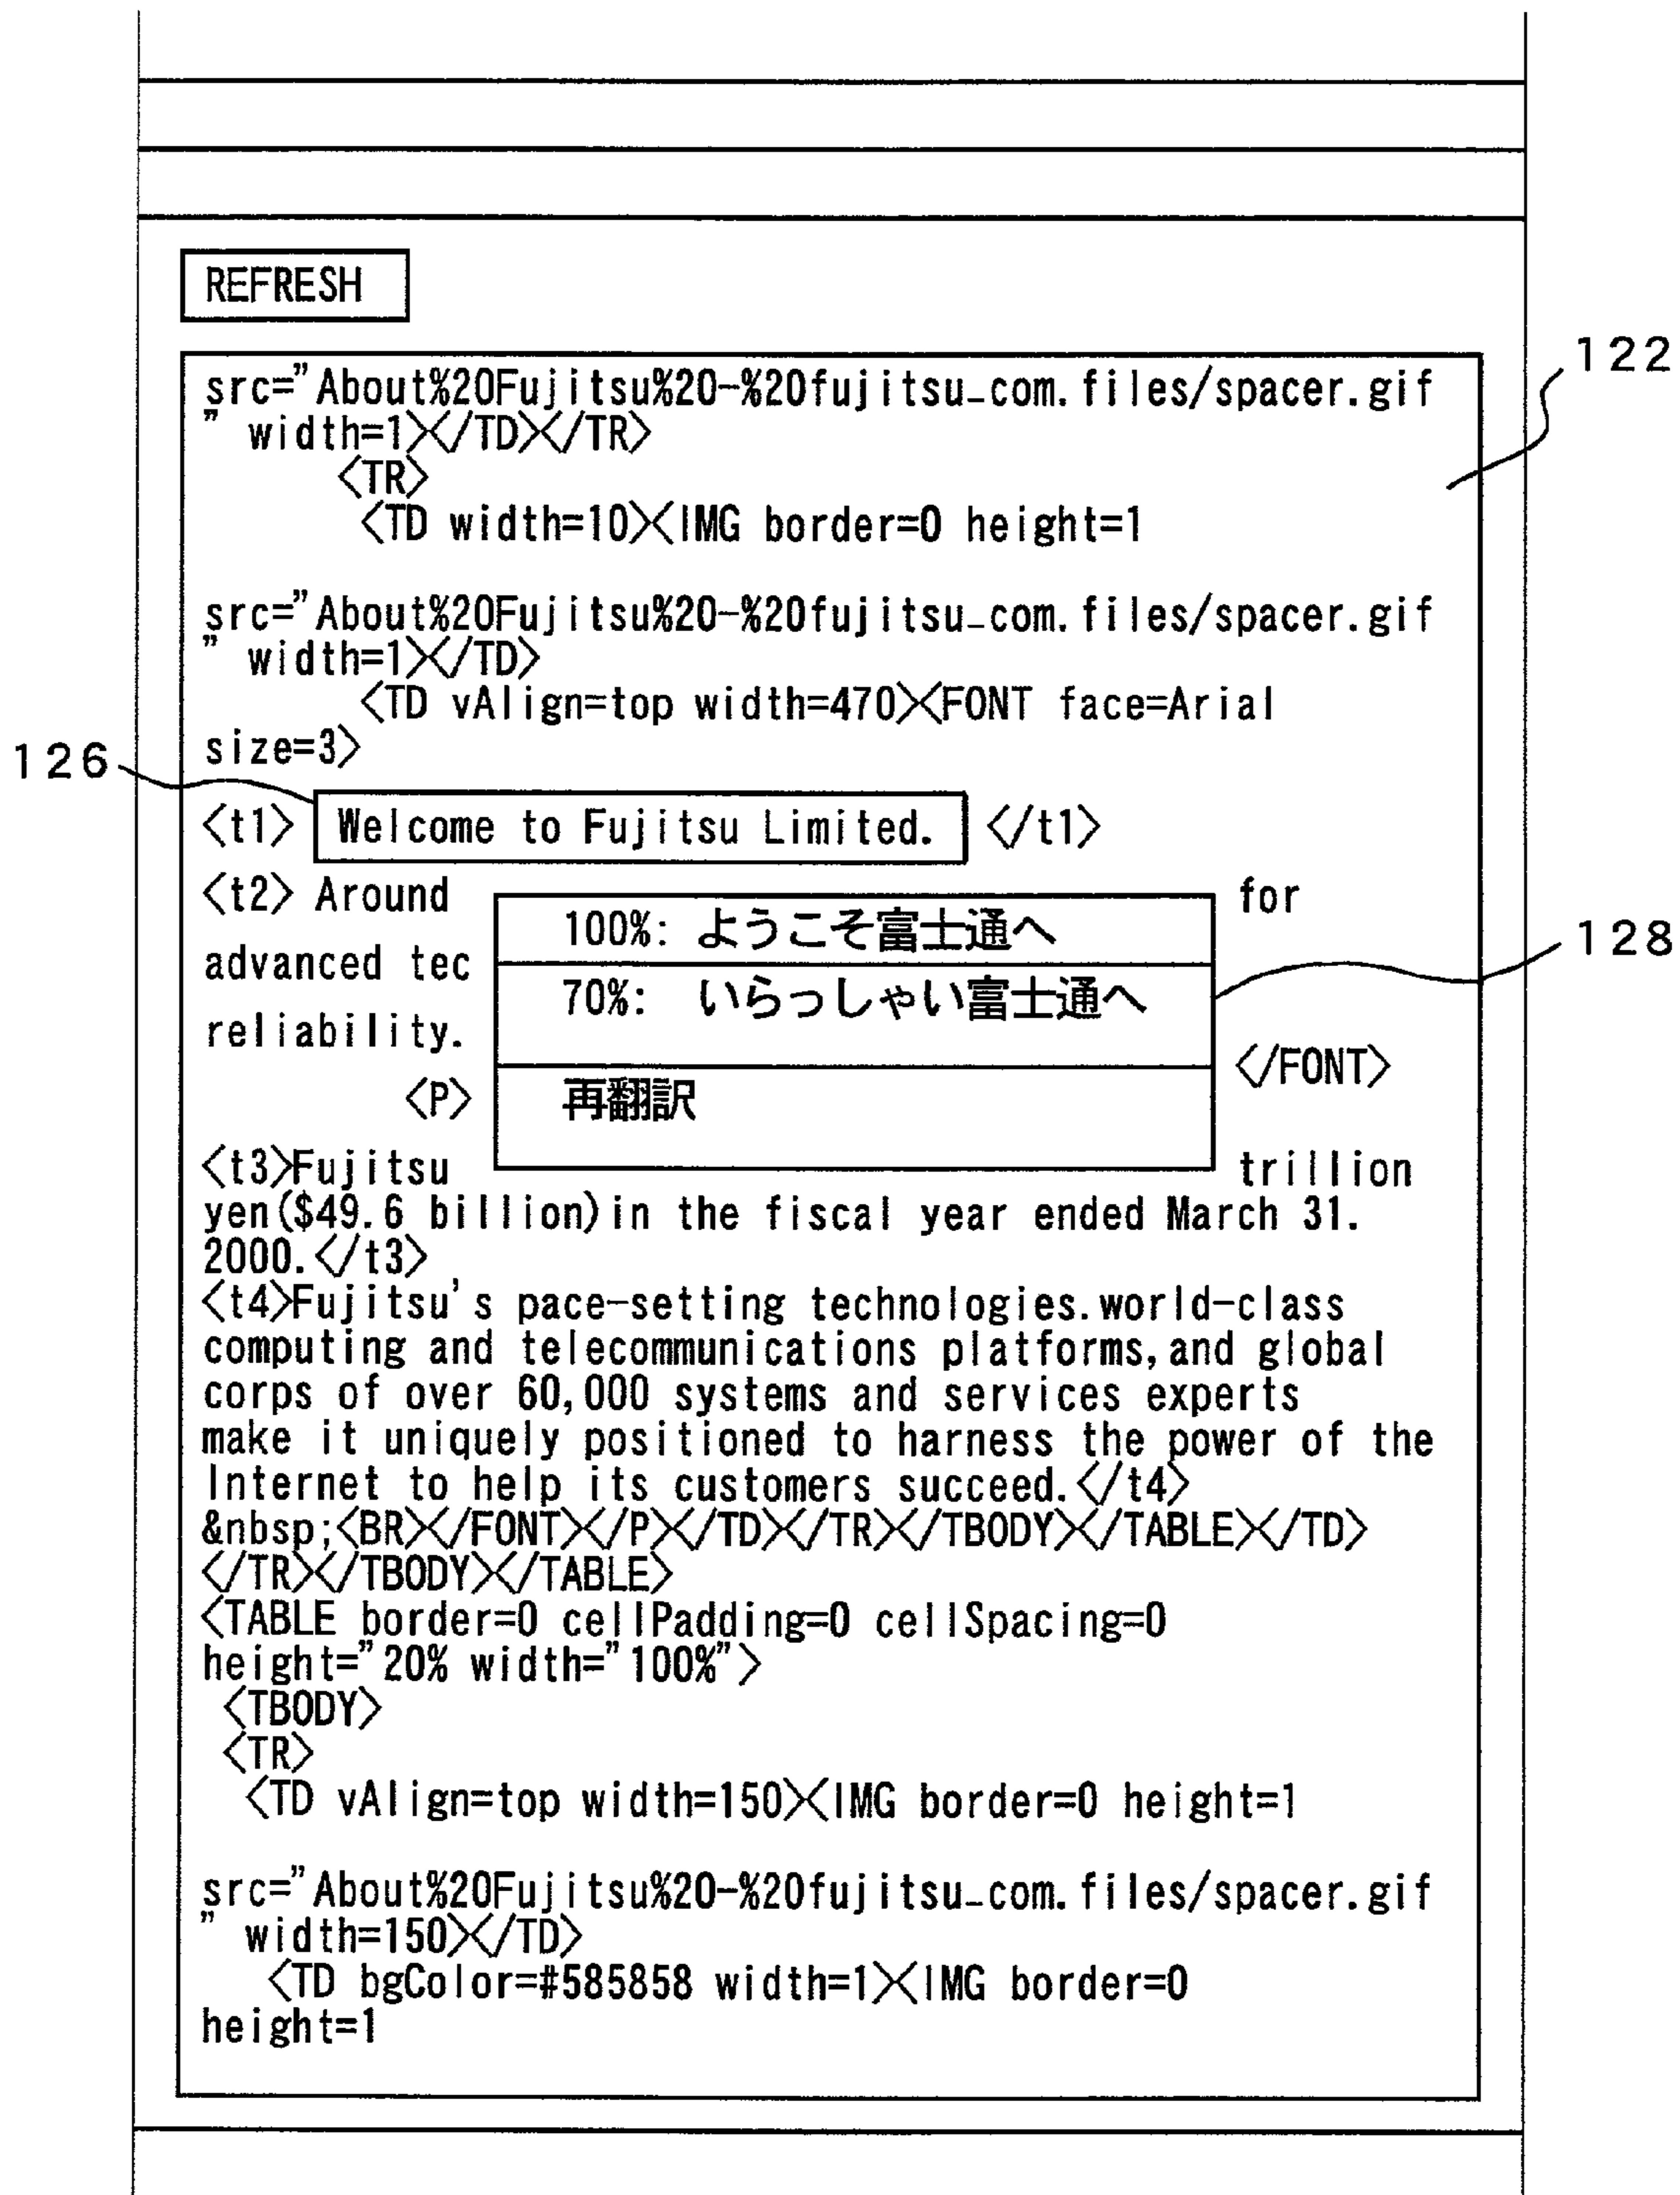 REFRESH
122
src="About%20Fujitsu%20-%20fujitsu_com.files/spacer.gif
" width=1></TD></TR>
<TR>
<TD width=10><IMG border=0 height=1
src="About%20Fujitsu%20-%20fujitsu_com.files/spacer.gif
" width=1></TD>
<TD vAlign=top width=470><FONT face=Arial
size=3>
126
<t1> Welcome to Fujitsu Limited. </t1>
<t2> Around for
100%: ようこそ富士通へ
128
advanced tec
70%: いらっしゃい富士通へ
reliability.
</FONT>
<P> 再翻訳
<t3>Fujitsu trillion
yen($49.6 billion)in the fiscal year ended March 31.
2000.</t3>
<t4>Fujitsu's pace-setting technologies.world-class
computing and telecommunications platforms,and global
corps of over 60,000 systems and services experts
make it uniquely positioned to harness the power of the
Internet to help its customers succeed.</t4>
&nbsp;<BR></FONT></P></TD></TR></TBODY></TABLE></TD>
</TR></TBODY></TABLE>
<TABLE border=0 cellPadding=0 cellSpacing=0
height="20% width="100%">
<TBODY>
<TR>
<TD vAlign=top width=150><IMG border=0 height=1
src="About%20Fujitsu%20-%20fujitsu_com.files/spacer.gif
" width=150></TD>
<TD bgColor=#585858 width=1><IMG border=0
height=1